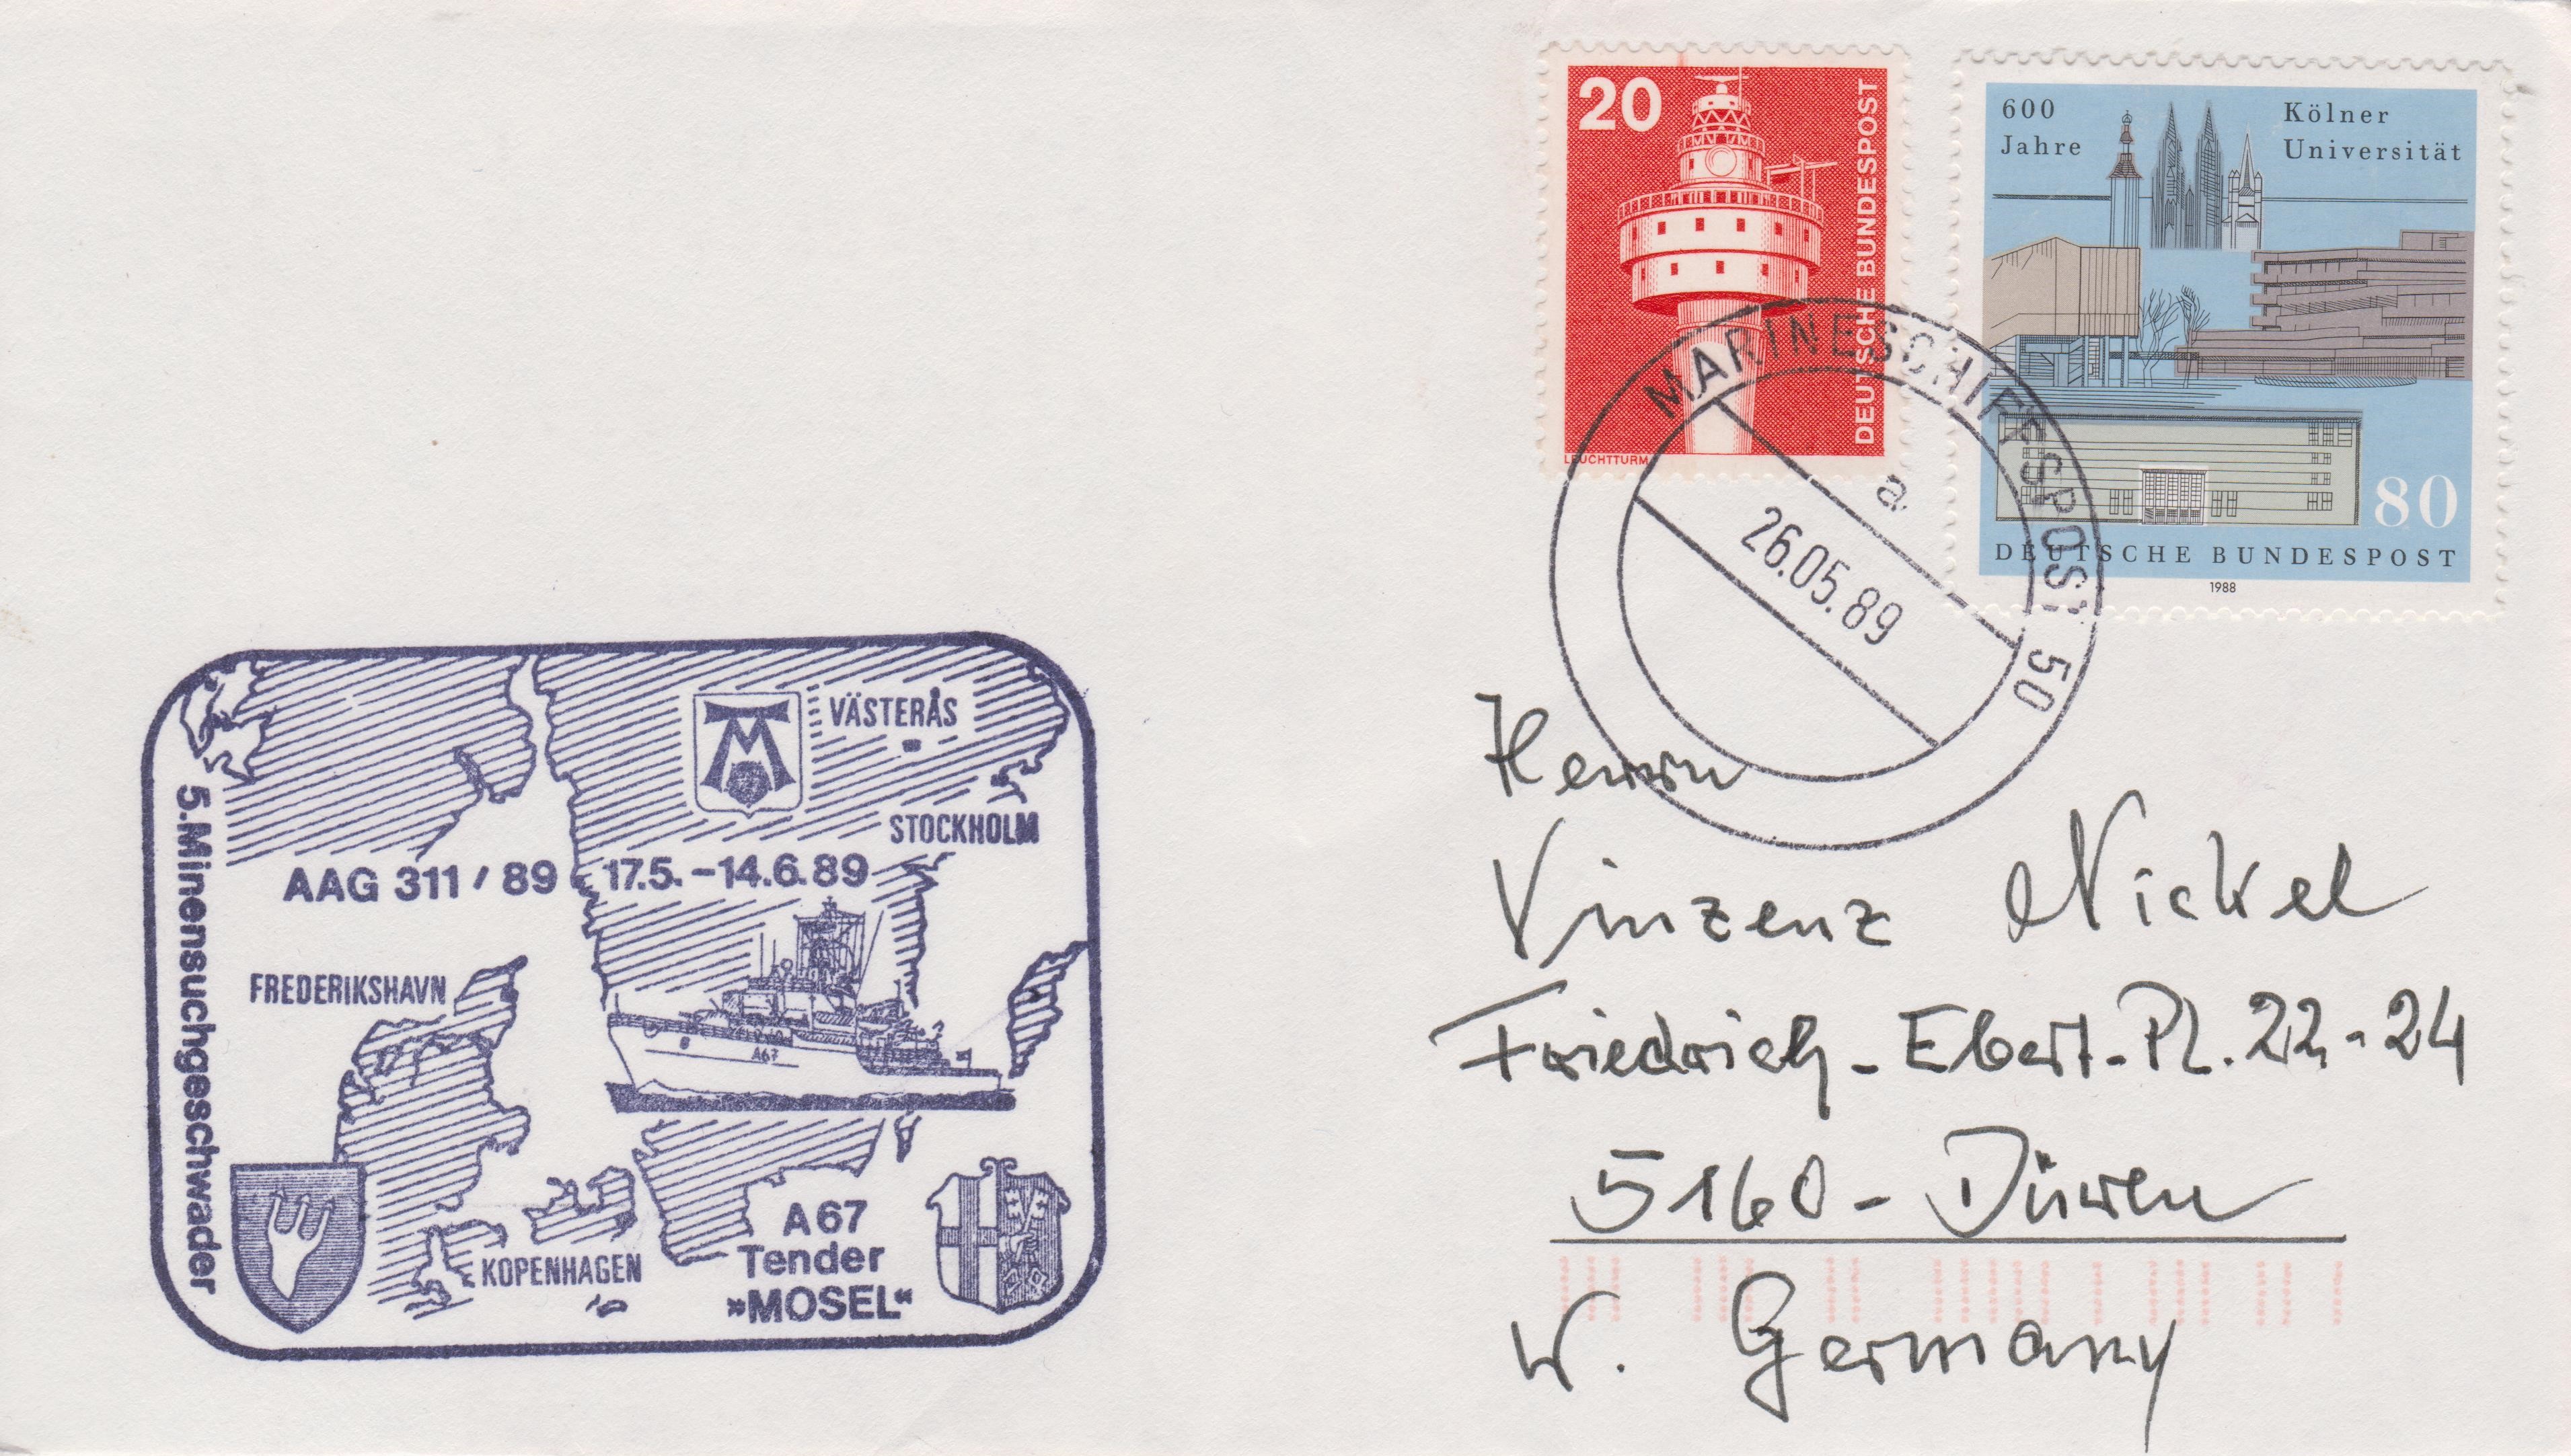 20
DEUTSCHE BUNDESPOST
LEUCHTTURM
600
Jahre
Kölner
Universität
80
DEUTSCHE BUNDESPOST
1988
MARINESCHIFFSPOST 50
a
26.05.89
5.Minensuchgeschwader
VÄSTERÅS
STOCKHOLM
AAG 311/89 17.5.-14.6.89
FREDERIKSHAVN
A67
KOPENHAGEN
A67
Tender
»MOSEL«
Herrn
Vinzenz Nickel
Friedrich-Ebert-Pl. 22-24
5160 - Düren
W. Germany